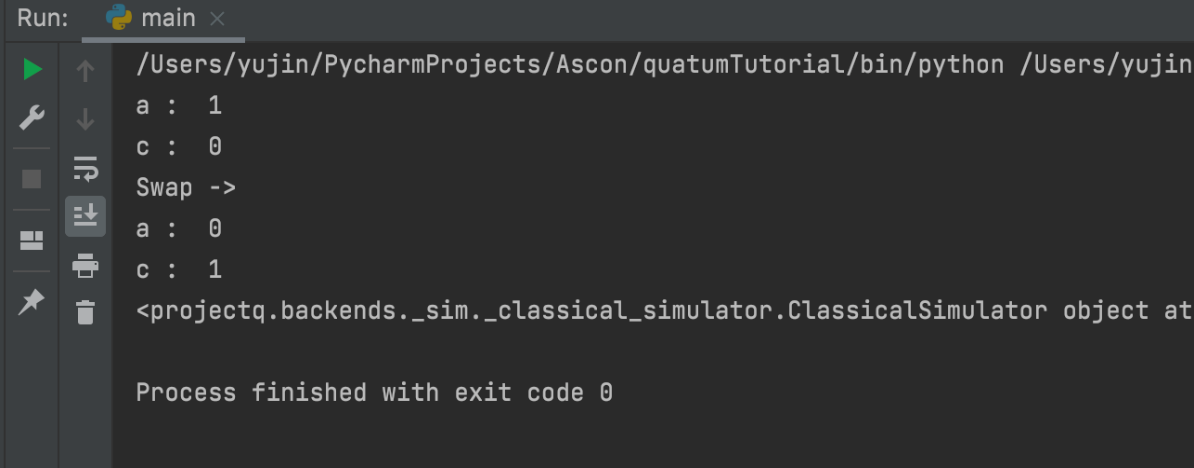 Run: main
/Users/yujin/PycharmProjects/Ascon/quatumTutorial/bin/python /Users/yujin
a :  1
c :  0
Swap ->
a :  0
c :  1
<projectq.backends._sim._classical_simulator.ClassicalSimulator object at
Process finished with exit code 0